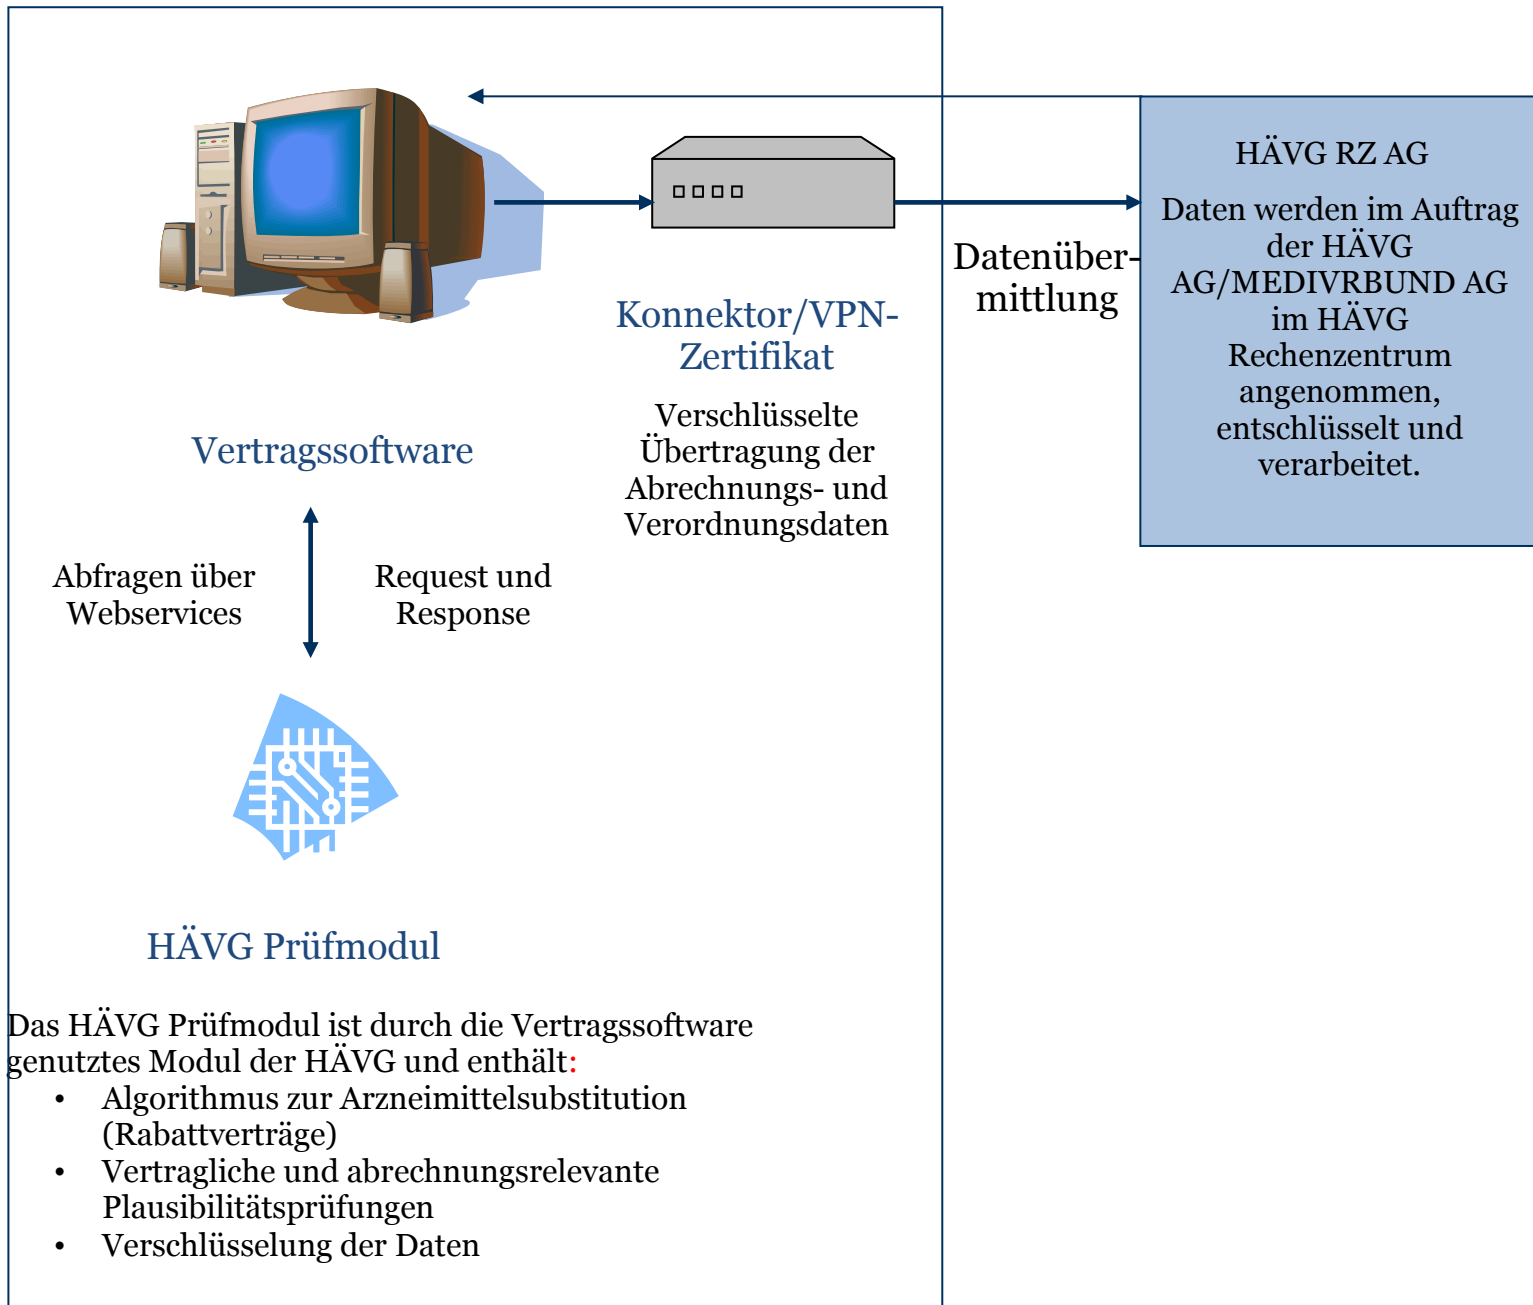 HÄVG RZ AG
Daten werden im Auftrag
der HÄVG
AG/MEDIVRBUND AG
im HÄVG
Rechenzentrum
angenommen,
entschlüsselt und
verarbeitet.
Datenüber-
mittlung
Konnektor/VPN-
Zertifikat
Verschlüsselte
Übertragung der
Abrechnungs- und
Verordnungsdaten
Vertragssoftware
Abfragen über
Webservices
Request und
Response
HÄVG Prüfmodul
Das HÄVG Prüfmodul ist durch die Vertragssoftware
genutztes Modul der HÄVG und enthält:
• Algorithmus zur Arzneimittelsubstitution
(Rabattverträge)
• Vertragliche und abrechnungsrelevante
Plausibilitätsprüfungen
• Verschlüsselung der Daten